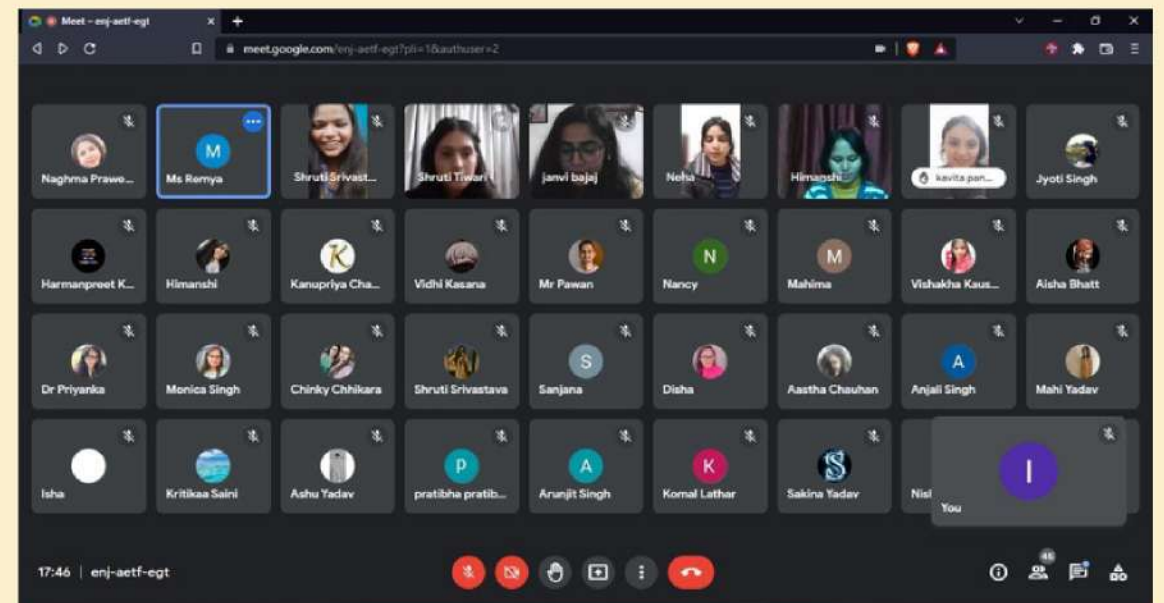 Meet – enj-aetf-egt
meet.google.com/enj-aetf-egt?pli=1&authuser=2
Naghma Prawe...
M
Ms Remya
Shruti Srivast...
Shruti Tiwari
janvi bajaj
Neha
Himanshi
kavita pan...
Jyoti Singh
Harmanpreet K...
Himanshi
K
Kanupriya Cha...
Vidhi Kasana
Mr Pawan
N
Nancy
M
Mahima
Vishakha Kaus...
Aisha Bhatt
Dr Priyanka
Monica Singh
Chinky Chhikara
Shruti Srivastava
S
Sanjana
Disha
Aastha Chauhan
A
Anjali Singh
Mahi Yadav
Isha
Kritikaa Saini
Ashu Yadav
p
pratibha pratib...
A
Arunjit Singh
K
Komal Lathar
S
Sakina Yadav
I
You
17:46 | enj-aetf-egt
45